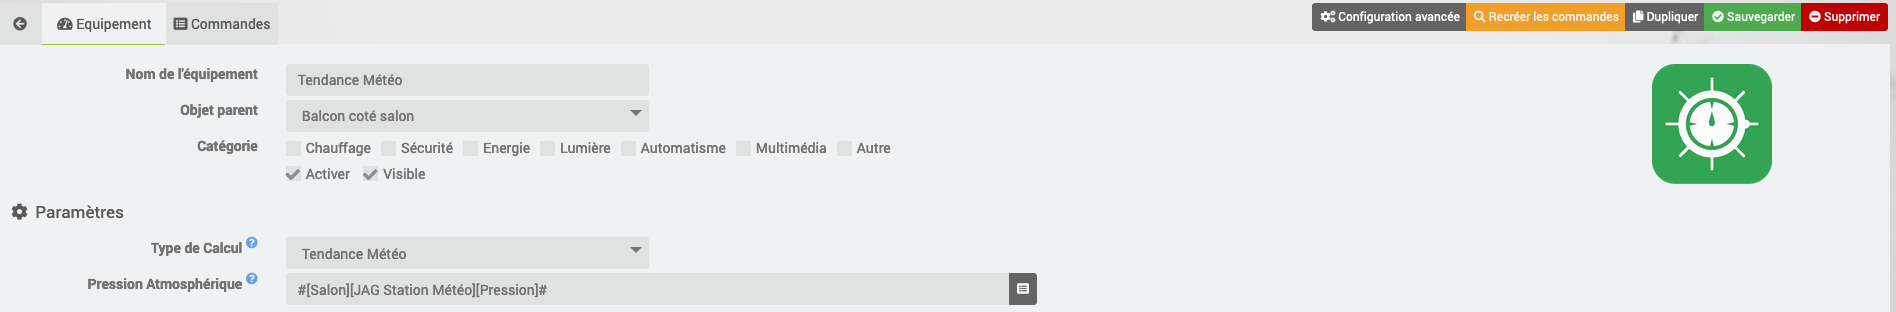 Equipement Commandes Configuration avancée Recréer les commandes Dupliquer Sauvegarder Supprimer
Nom de l'équipement Tendance Météo
Objet parent Balcon coté salon
Catégorie Chauffage Sécurité Energie Lumière Automatisme Multimédia Autre
Activer Visible
Paramètres
Type de Calcul ? Tendance Météo
Pression Atmosphérique ? #[Salon][JAG Station Météo][Pression]#